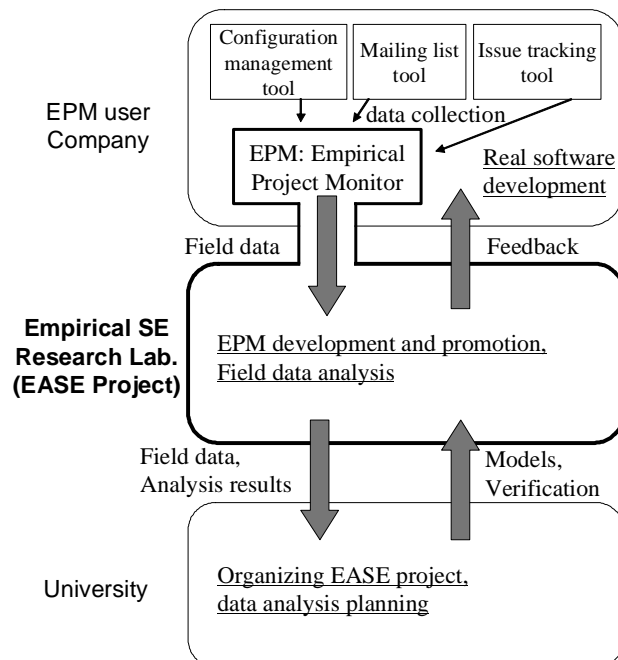 Configuration
management
tool
Mailing list
tool
Issue tracking
tool
data collection
EPM user
Company
EPM: Empirical
Project Monitor
Real software
development
Field data
Feedback
Empirical SE
Research Lab.
(EASE Project)
EPM development and promotion,
Field data analysis
Field data,
Analysis results
Models,
Verification
University
Organizing EASE project,
data analysis planning